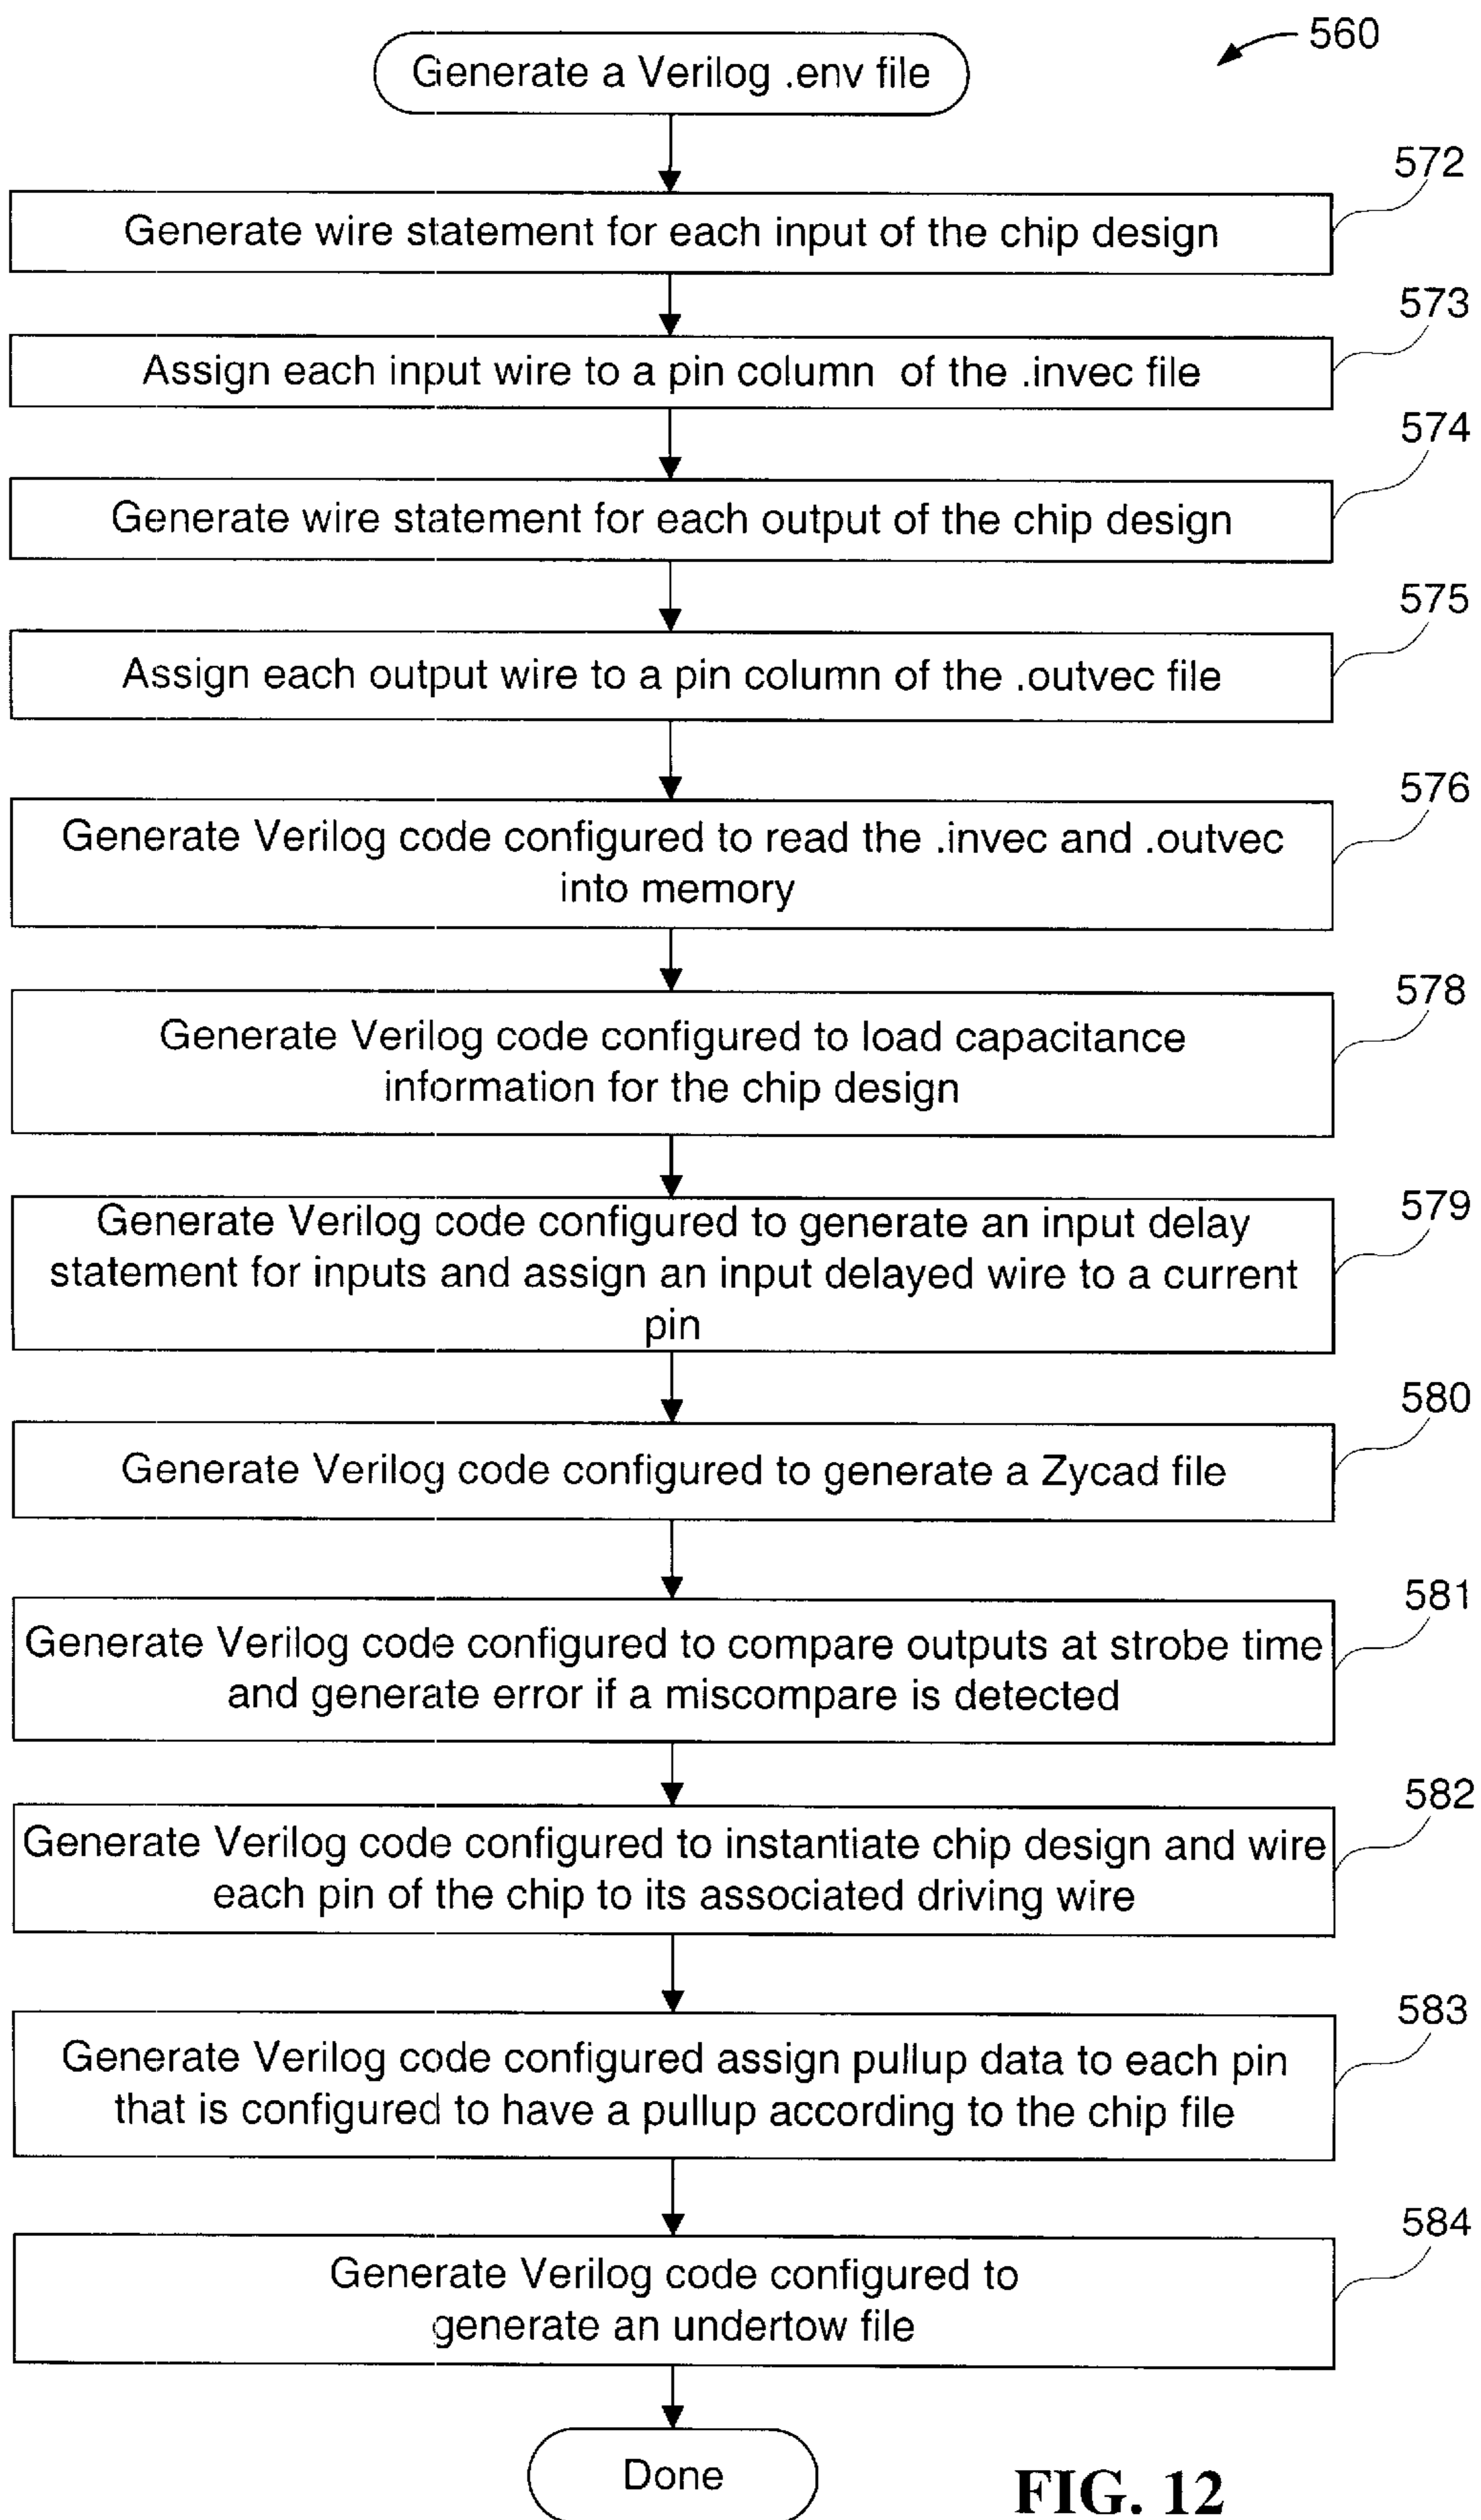 560
Generate a Verilog .env file
572
Generate wire statement for each input of the chip design
573
Assign each input wire to a pin column of the .invec file
574
Generate wire statement for each output of the chip design
575
Assign each output wire to a pin column of the .outvec file
576
Generate Verilog code configured to read the .invec and .outvec
into memory
578
Generate Verilog code configured to load capacitance
information for the chip design
579
Generate Verilog code configured to generate an input delay
statement for inputs and assign an input delayed wire to a current
pin
580
Generate Verilog code configured to generate a Zycad file
581
Generate Verilog code configured to compare outputs at strobe time
and generate error if a miscompare is detected
582
Generate Verilog code configured to instantiate chip design and wire
each pin of the chip to its associated driving wire
583
Generate Verilog code configured assign pullup data to each pin
that is configured to have a pullup according to the chip file
584
Generate Verilog code configured to
generate an undertow file
Done
FIG. 12